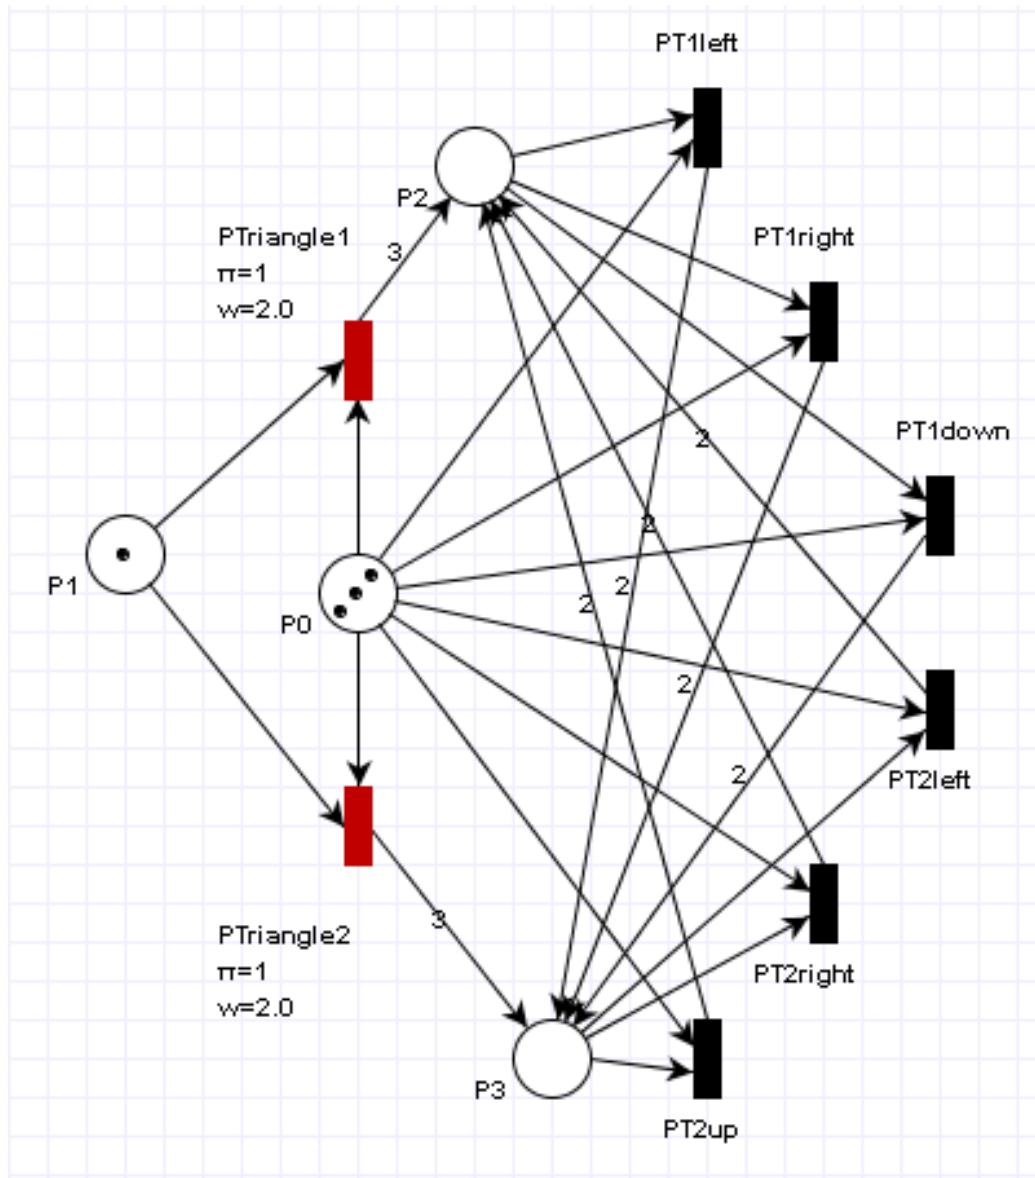 PT1left
P2
PTriangle1
π=1
w=2.0
3
PT1right
2
PT1down
2
2
2
P1
P0
2
2
PT2left
3
PTriangle2
π=1
w=2.0
PT2right
P3
PT2up